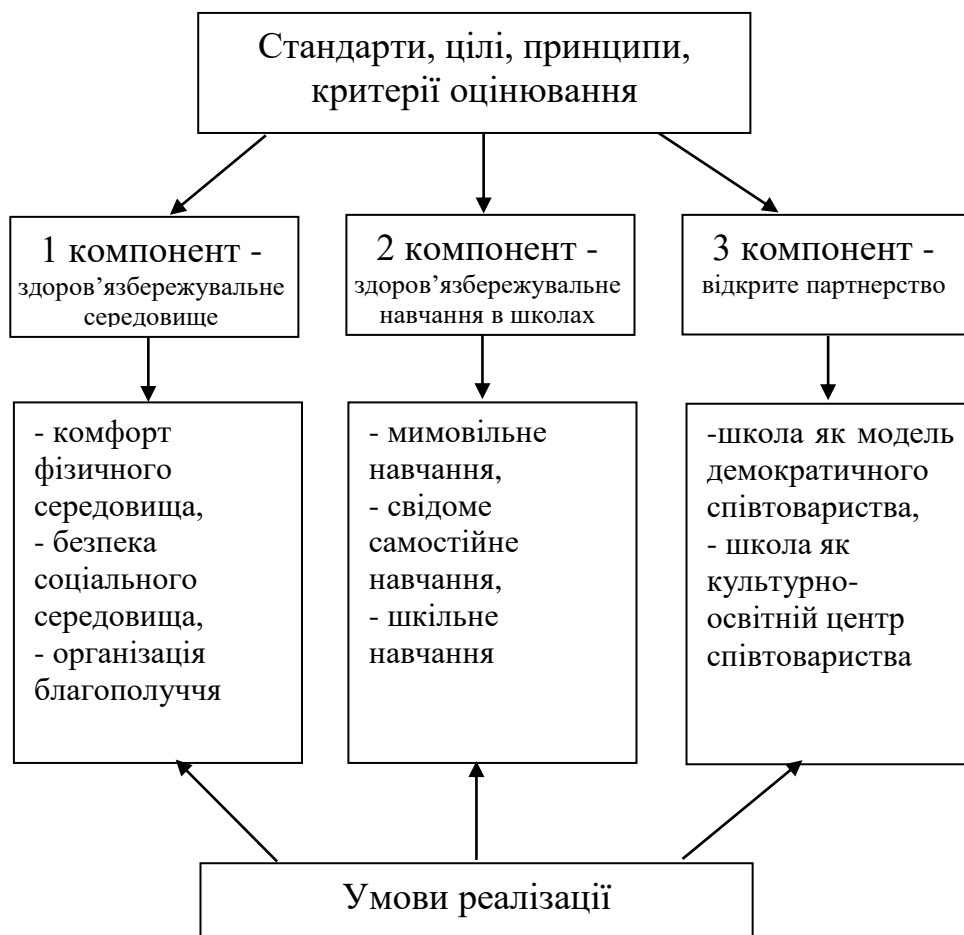 Стандарти, цілі, принципи,
критерії оцінювання
1 компонент -
здоров’язбережувальне
середовище
2 компонент -
здоров’язбережувальне
навчання в школах
3 компонент -
відкрите партнерство
- комфорт
фізичного
середовища,
- безпека
соціального
середовища,
- організація
благополуччя
- мимовільне
навчання,
- свідоме
самостійне
навчання,
- шкільне
навчання
-школа як модель
демократичного
співтовариства,
- школа як
культурно-
освітній центр
співтовариства
Умови реалізації